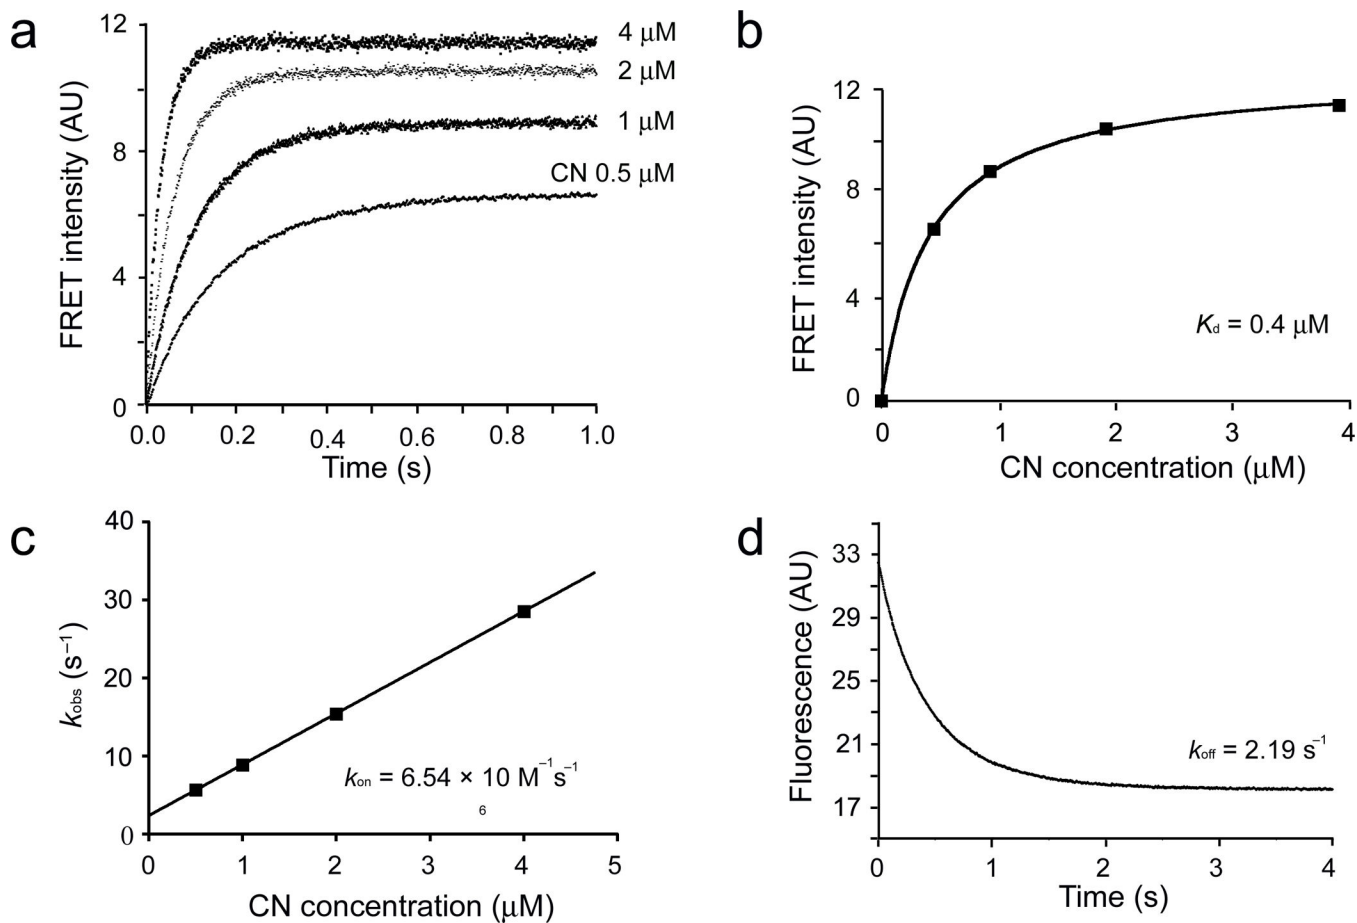 a
FRET intensity (AU)
12
8
4
0
0.0 0.2 0.4 0.6 0.8 1.0
Time (s)
4 μM
2 μM
1 μM
CN 0.5 μM
b
FRET intensity (AU)
12
8
4
0
0 1 2 3 4
CN concentration (μM)
Kd = 0.4 μM
c
kobs (s⁻¹)
40
30
20
10
0
0 1 2 3 4 5
CN concentration (μM)
kon = 6.54 × 10 M⁻¹s⁻¹
6
d
Fluorescence (AU)
33
29
25
21
17
0 1 2 3 4
Time (s)
koff = 2.19 s⁻¹